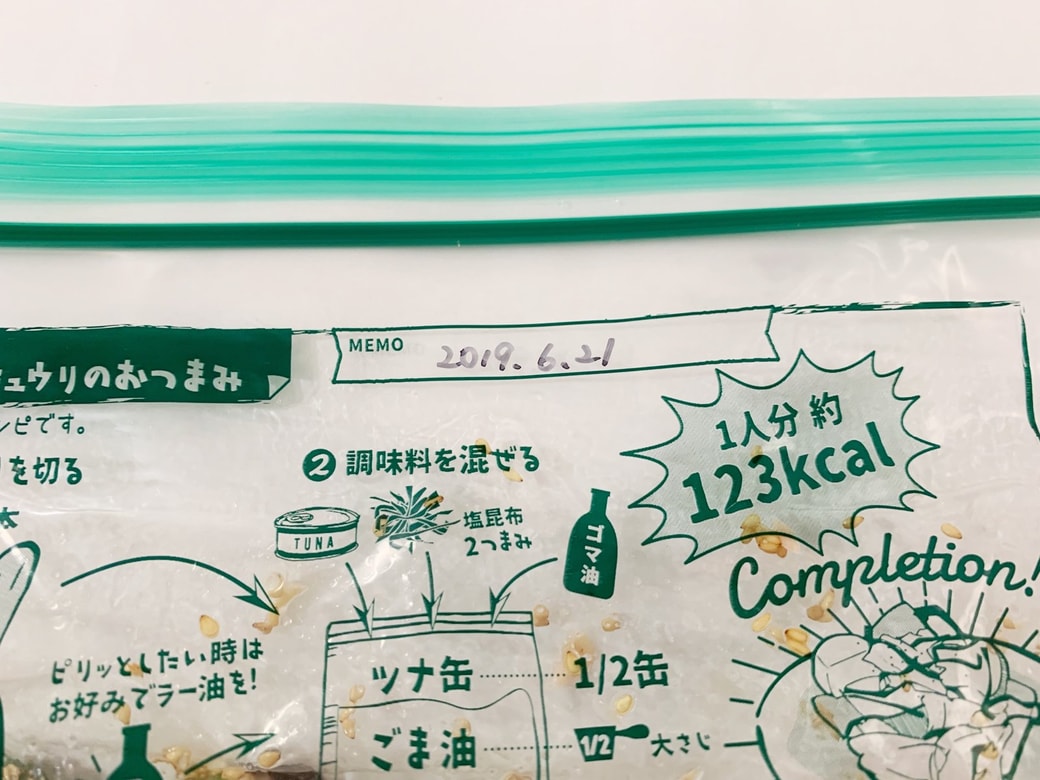 MEMO
2019.6.21
ュウリのおつまみ
ンピです。
を切る
2 調味料を混ぜる
TUNA
塩昆布
2つまみ
ゴマ油
1人分 約
123kcal
Completion!
ピリッとしたい時は
お好みでラー油を!
ツナ缶 1/2缶
ごま油 1/2 大さじ